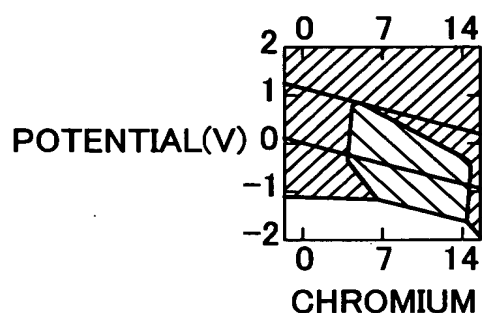 0 7 14
2
1
POTENTIAL(V) 0
-1
-2
0 7 14
CHROMIUM